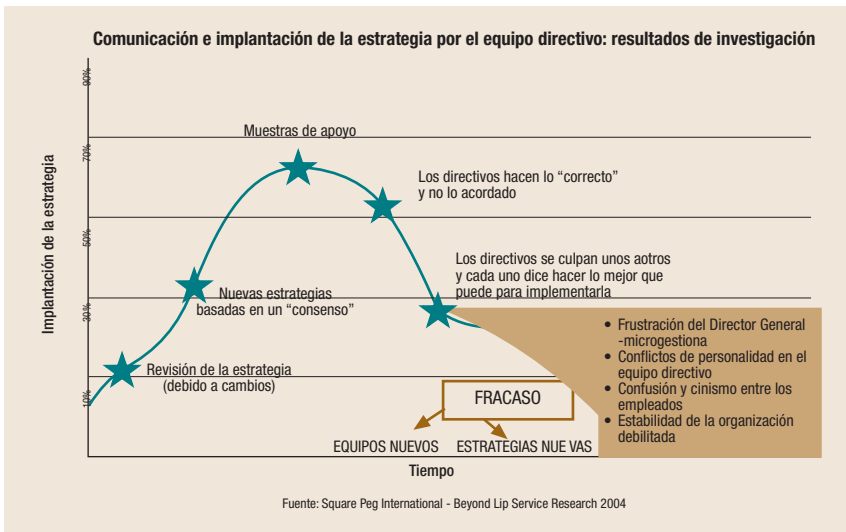 Comunicación e implantación de la estrategia por el equipo directivo: resultados de investigación
Implantación de la estrategia
90%
70%
50%
30%
10%
Muestras de apoyo
Los directivos hacen lo “correcto”
y no lo acordado
Los directivos se culpan unos aotros
y cada uno dice hacer lo mejor que
puede para implementarla
Nuevas estrategias
basadas en un “consenso”
Revisión de la estrategia
(debido a cambios)
• Frustración del Director General
-microgestiona
• Conflictos de personalidad en el
equipo directivo
• Confusión y cinismo entre los
empleados
• Estabilidad de la organización
debilitada
FRACASO
EQUIPOS NUEVOS
ESTRATEGIAS NUE VAS
Tiempo
Fuente: Square Peg International - Beyond Lip Service Research 2004